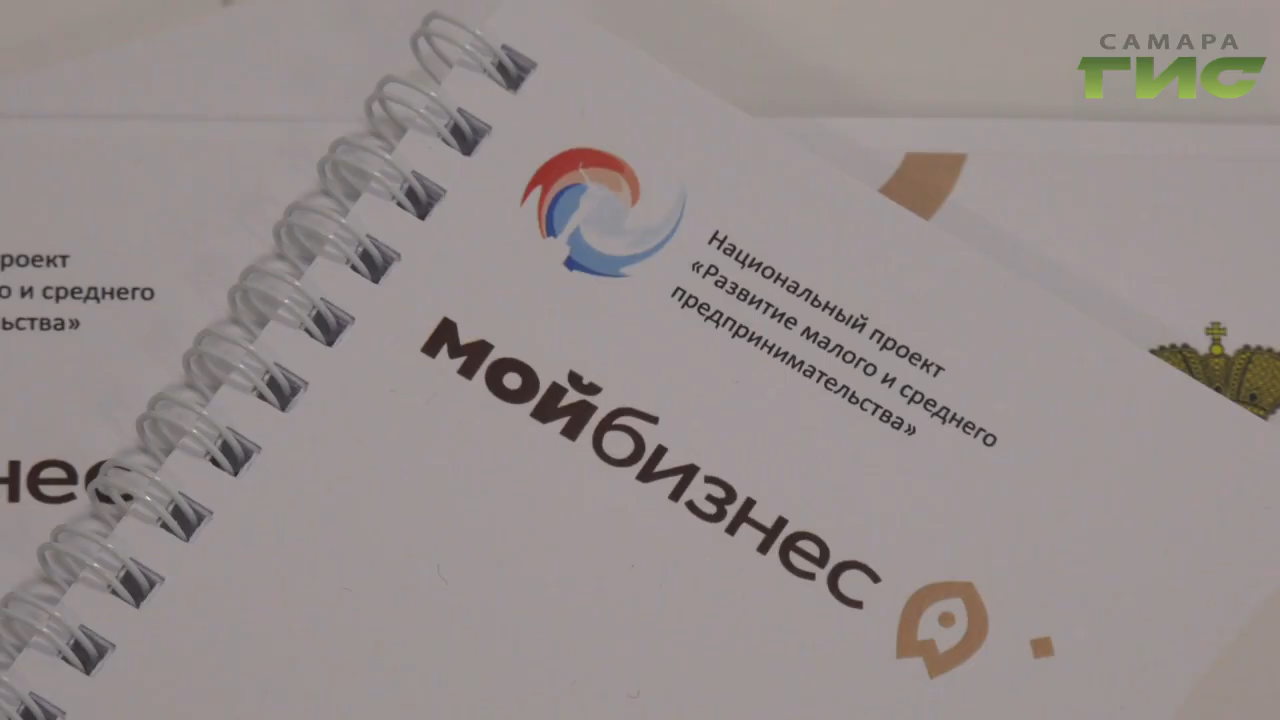 САМАРА
ГИС
Национальный проект
«Развитие малого и среднего
предпринимательства»
мойбизнес
роект
о и среднего
ьства»
нес